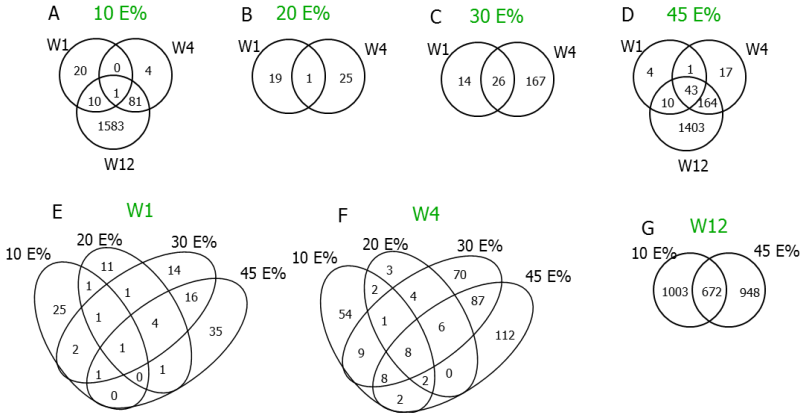 A 10 E%
W1 W4
20 0 4
1
10 81
1583
W12
B 20 E%
W1 W4
19 1 25
C 30 E%
W1 W4
14 26 167
D 45 E%
W1 W4
4 1 17
43
10 164
1403
W12
E W1
10 E% 20 E% 30 E% 45 E%
11 14
1 1 16
25 1 4 35
2 1
1 0 1
0
F W4
10 E% 20 E% 30 E% 45 E%
3 70
2 4 87
54 1 6 112
9 8
8 2 0
2
G W12
10 E% 45 E%
1003 672 948